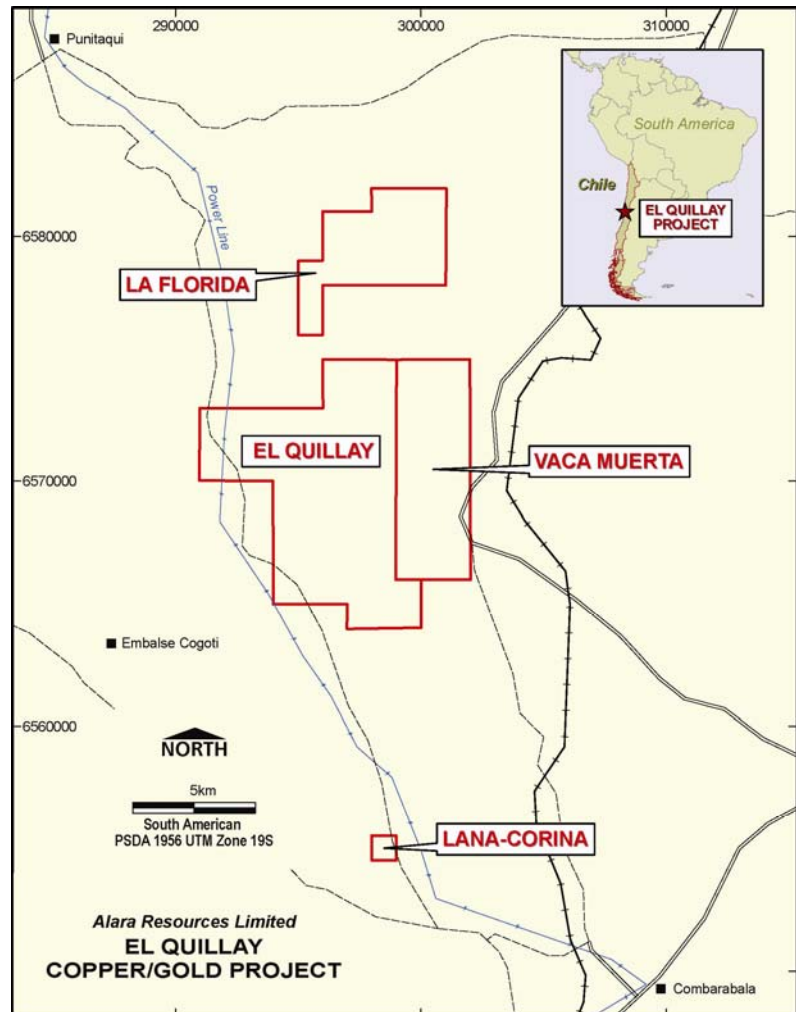 290000
300000
310000
Punitaqui
South America
Chile
EL QUILLAY
PROJECT
Power Line
6580000
LA FLORIDA
EL QUILLAY
VACA MUERTA
6570000
Embalse Cogoti
6560000
NORTH
5km
South American
PSDA 1956 UTM Zone 19S
LANA-CORINA
Alara Resources Limited
EL QUILLAY
COPPER/GOLD PROJECT
Combarabala